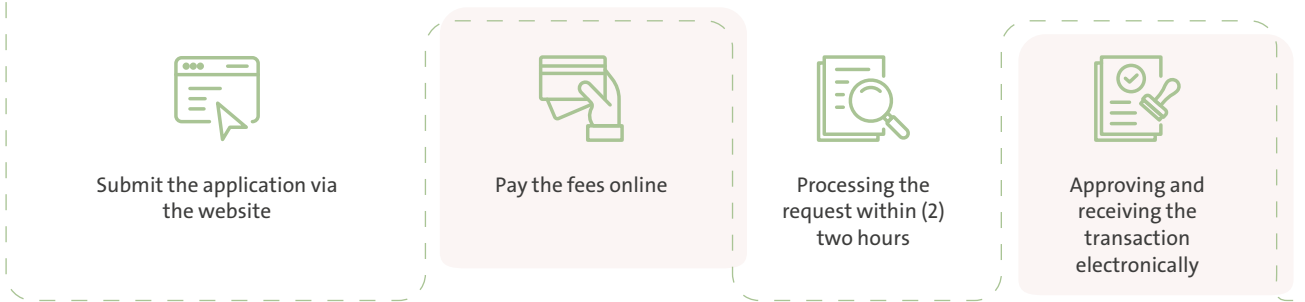 Submit the application via
the website
Pay the fees online
Processing the
request within (2)
two hours
Approving and
receiving the
transaction
electronically